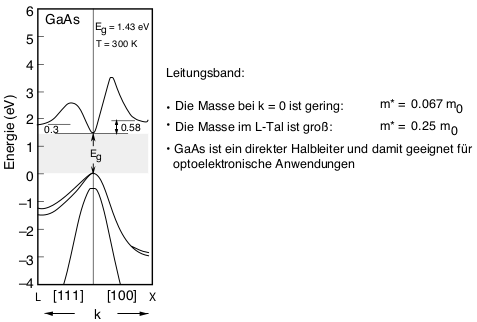 GaAs
E_g = 1.43 eV
T = 300 K
Energie (eV)
6
5
4
3
2
1
0
−1
−2
−3
−4
0.3
0.58
E_g
L [111] [100] X
k
Leitungsband:
• Die Masse bei k = 0 ist gering: m* = 0.067 m_0
• Die Masse im L-Tal ist groß: m* = 0.25 m_0
• GaAs ist ein direkter Halbleiter und damit geeignet für
optoelektronische Anwendungen